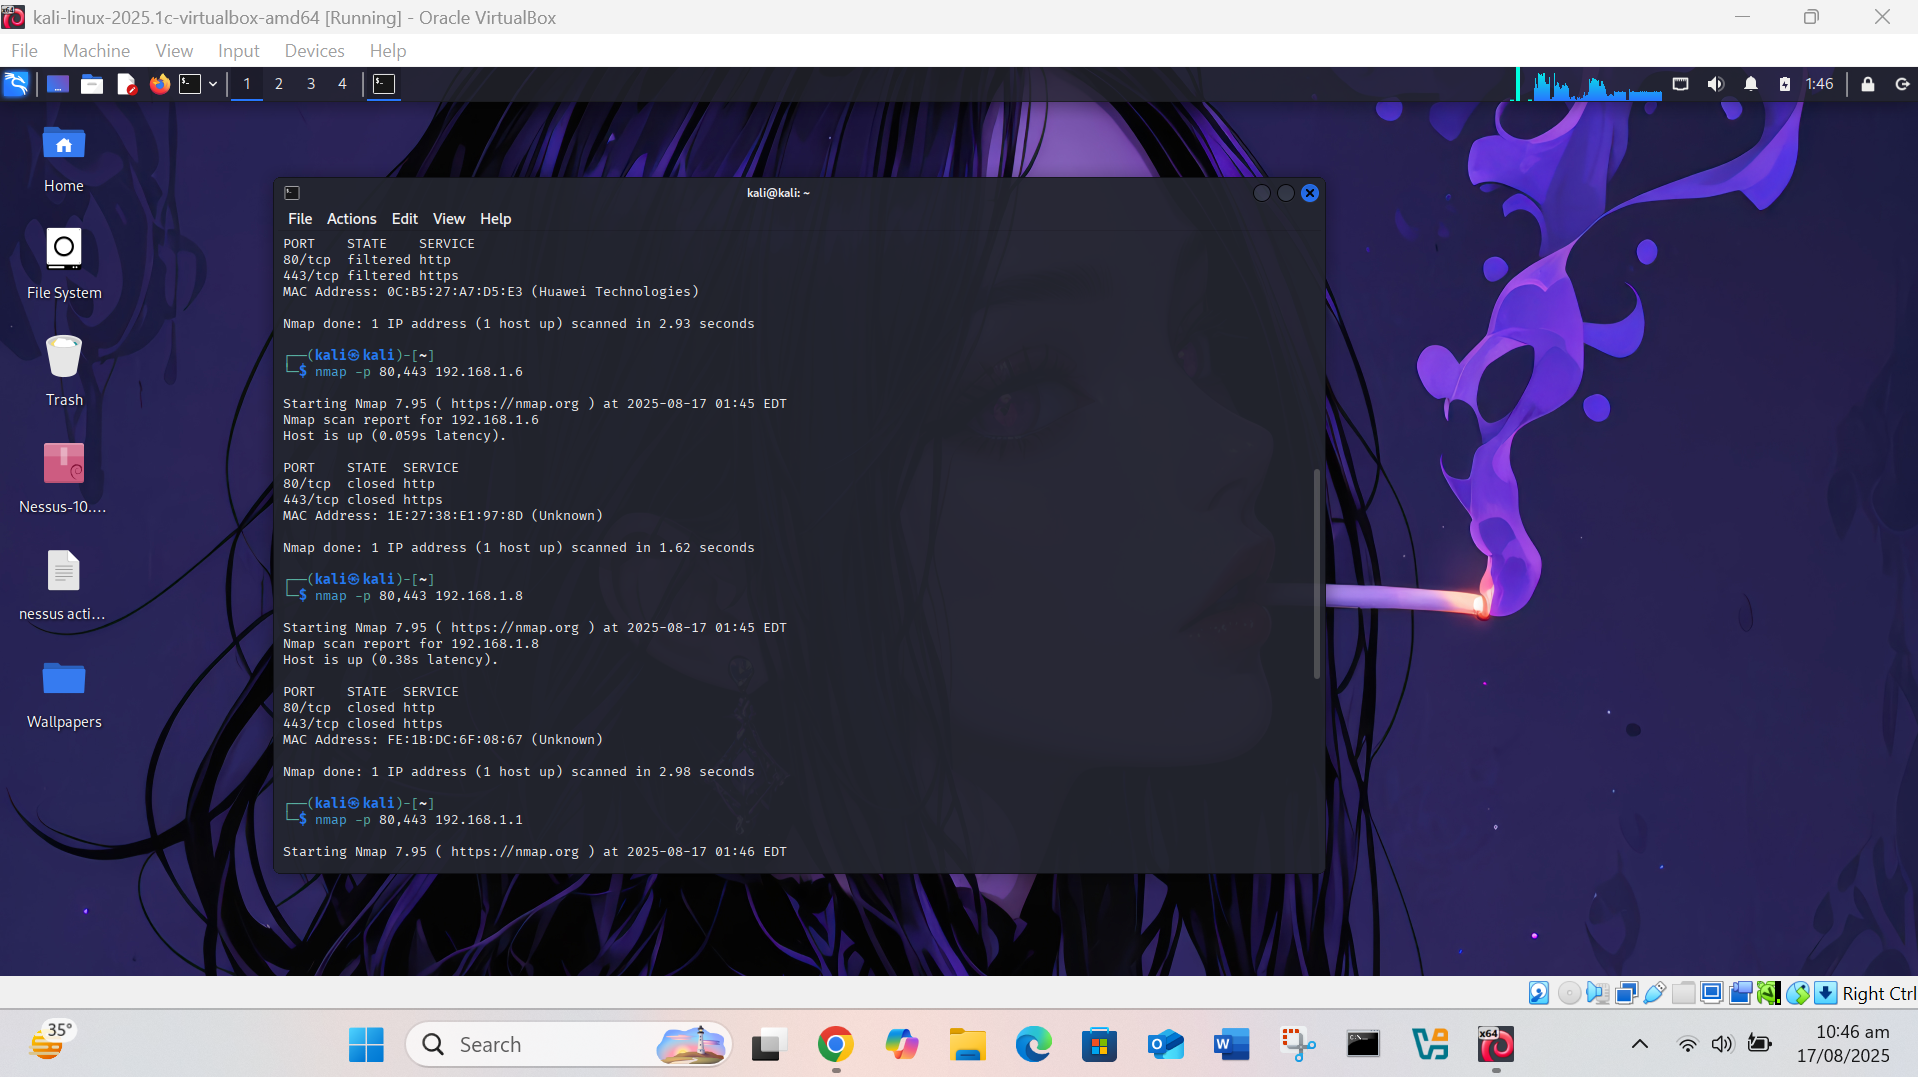 kali-linux-2025.1c-virtualbox-amd64 [Running] - Oracle VirtualBox
File Machine View Input Devices Help
1 2 3 4 1:46
Home
File System
Trash
Nessus-10....
nessus acti...
Wallpapers
kali@kali: ~
File Actions Edit View Help
PORT    STATE    SERVICE
80/tcp  filtered http
443/tcp filtered https
MAC Address: 0C:B5:27:A7:D5:E3 (Huawei Technologies)
Nmap done: 1 IP address (1 host up) scanned in 2.93 seconds
┌──(kali㉿kali)-[~]
└─$ nmap -p 80,443 192.168.1.6
Starting Nmap 7.95 ( https://nmap.org ) at 2025-08-17 01:45 EDT
Nmap scan report for 192.168.1.6
Host is up (0.059s latency).
PORT    STATE  SERVICE
80/tcp  closed http
443/tcp closed https
MAC Address: 1E:27:38:E1:97:8D (Unknown)
Nmap done: 1 IP address (1 host up) scanned in 1.62 seconds
┌──(kali㉿kali)-[~]
└─$ nmap -p 80,443 192.168.1.8
Starting Nmap 7.95 ( https://nmap.org ) at 2025-08-17 01:45 EDT
Nmap scan report for 192.168.1.8
Host is up (0.38s latency).
PORT    STATE  SERVICE
80/tcp  closed http
443/tcp closed https
MAC Address: FE:1B:DC:6F:08:67 (Unknown)
Nmap done: 1 IP address (1 host up) scanned in 2.98 seconds
┌──(kali㉿kali)-[~]
└─$ nmap -p 80,443 192.168.1.1
Starting Nmap 7.95 ( https://nmap.org ) at 2025-08-17 01:46 EDT
Right Ctrl
35°
Search
x64
10:46 am
17/08/2025